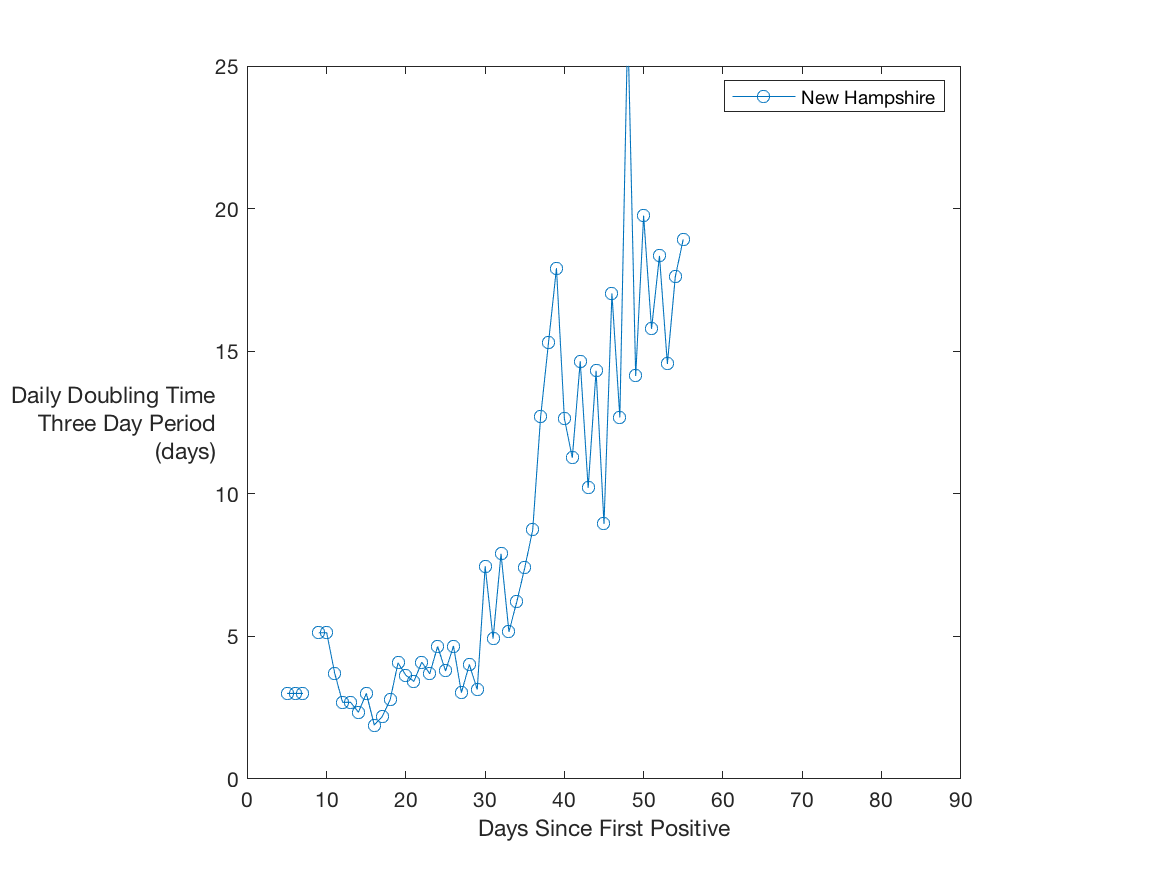 25
New Hampshire
20
15
Daily Doubling Time
Three Day Period
(days)
10
5
0
0 10 20 30 40 50 60 70 80 90
Days Since First Positive